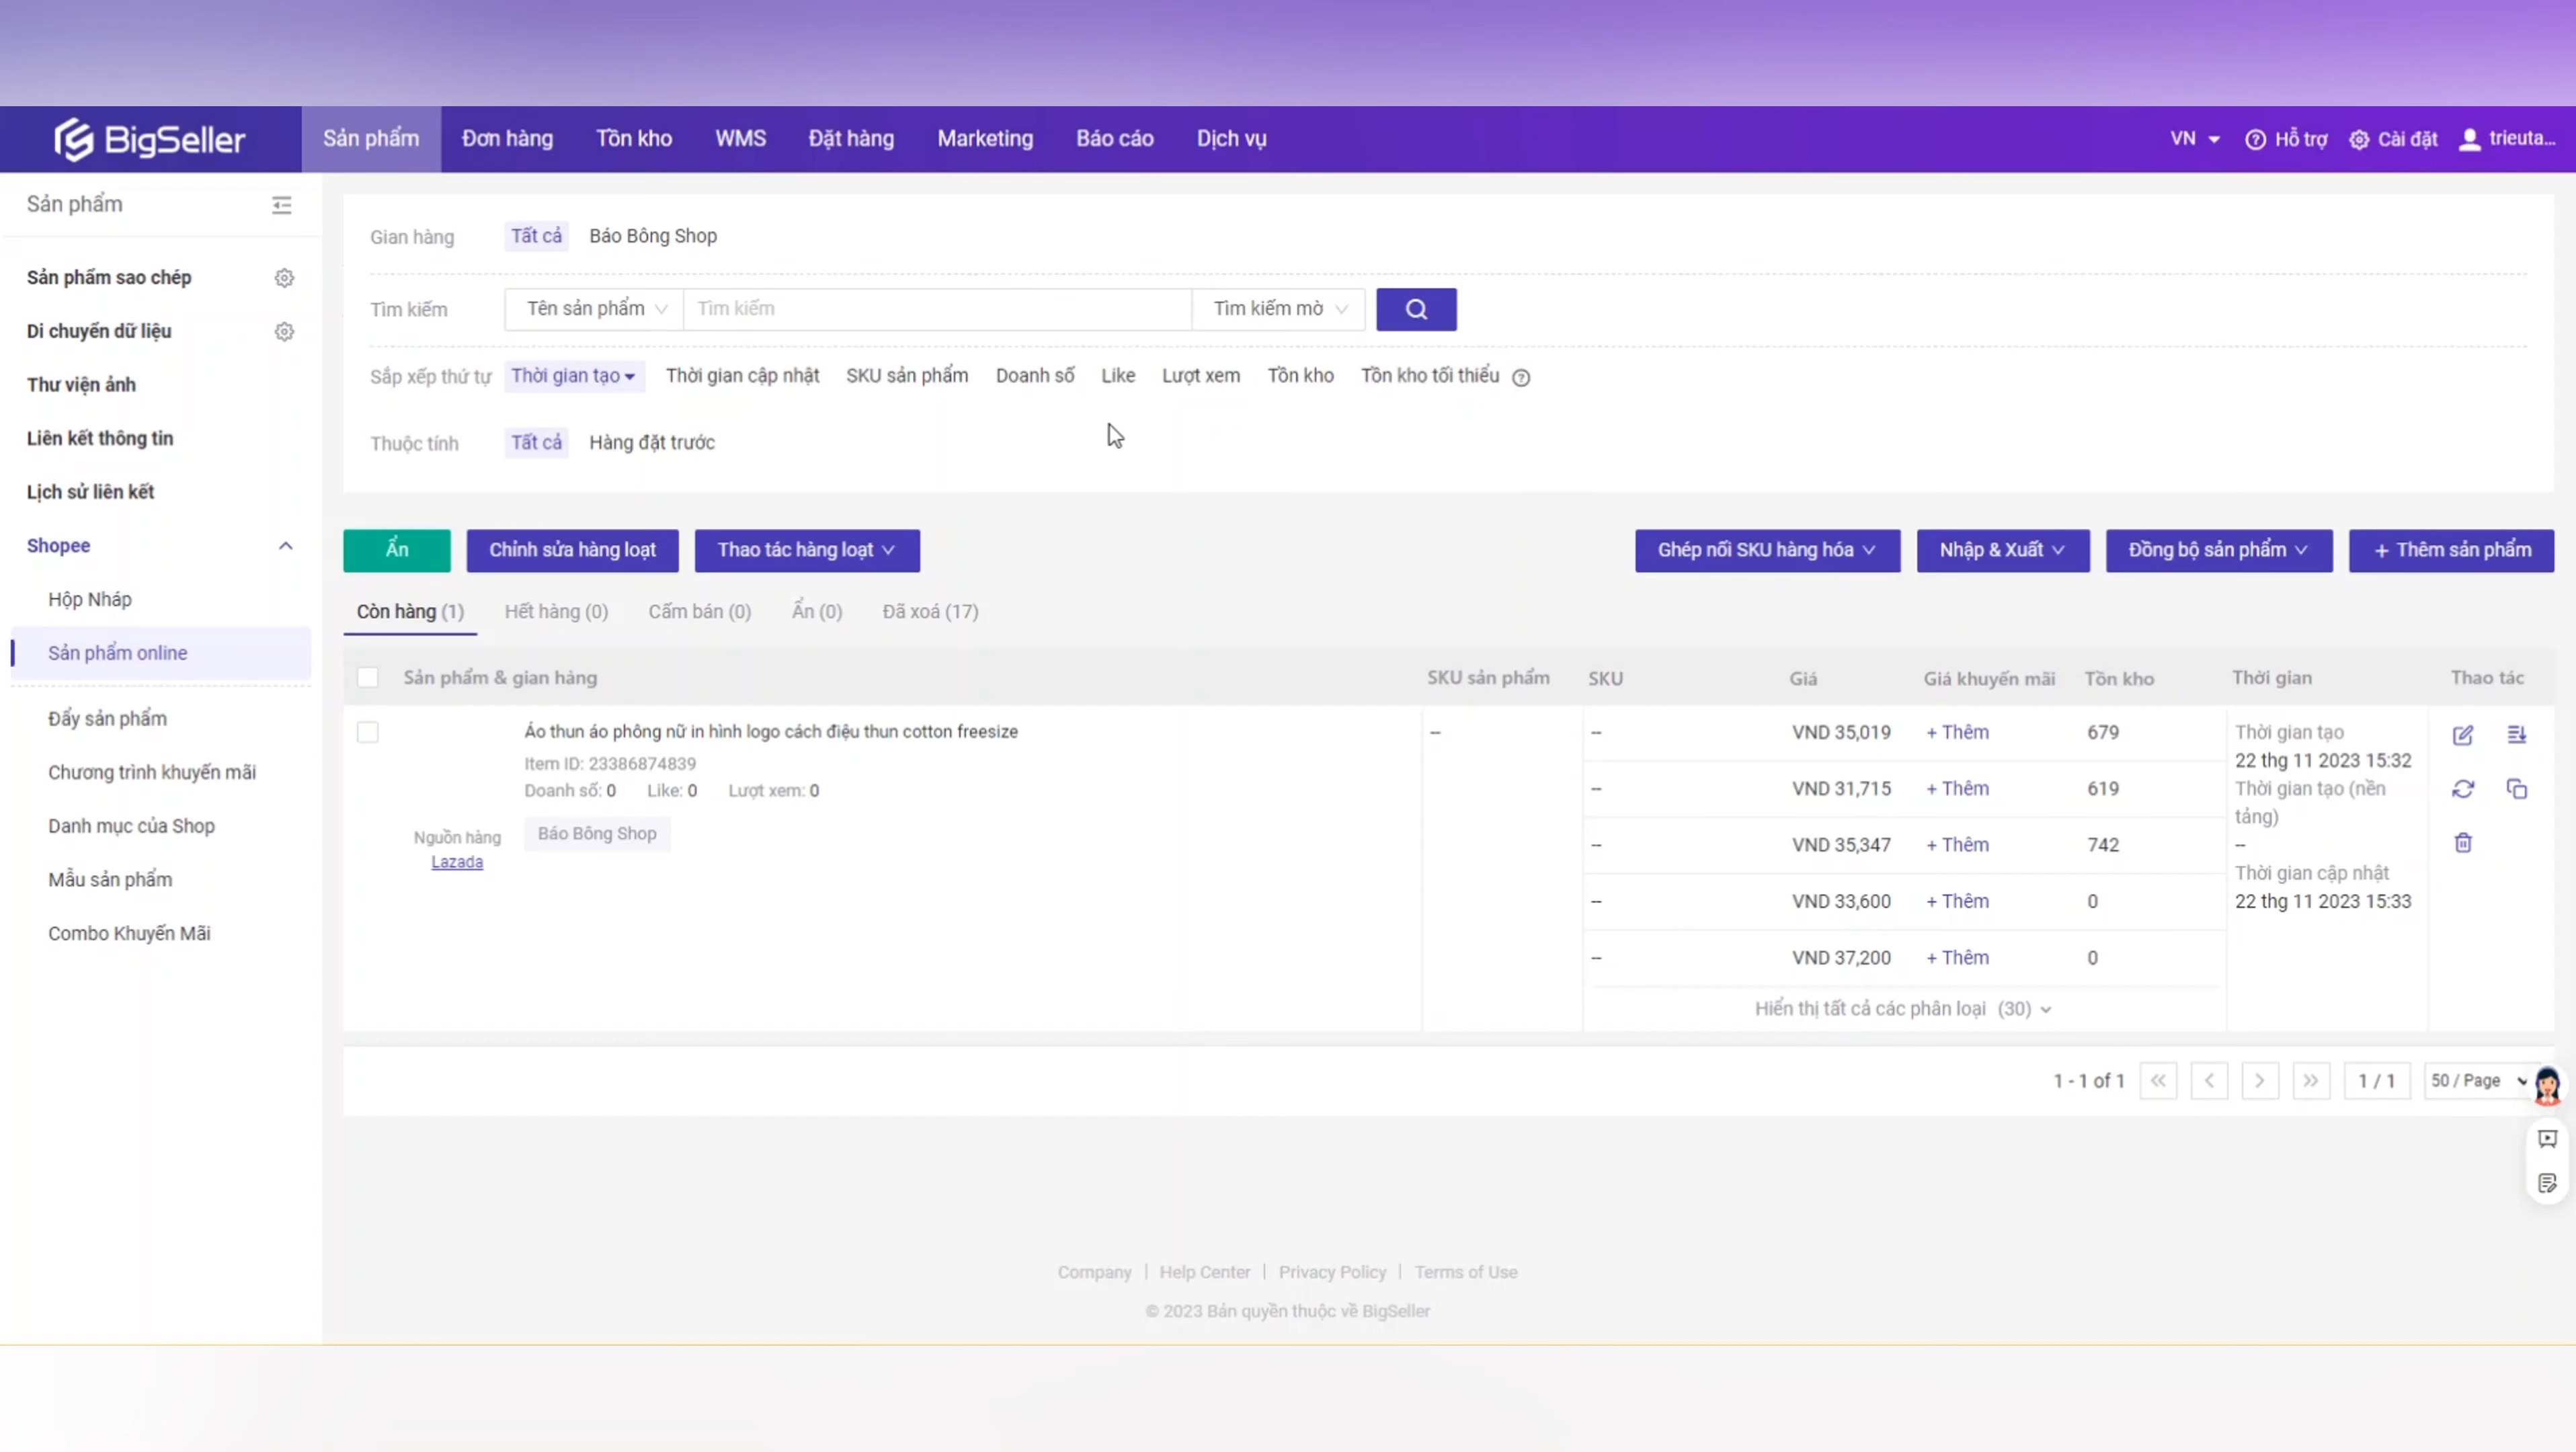 BigSeller
Sản phẩm Đơn hàng Tồn kho WMS Đặt hàng Marketing Báo cáo Dịch vụ
VN Hỗ trợ Cài đặt trieuta...
Sản phẩm
Sản phẩm sao chép
Di chuyển dữ liệu
Thư viện ảnh
Liên kết thông tin
Lịch sử liên kết
Shopee
Hộp Nháp
Sản phẩm online
Đẩy sản phẩm
Chương trình khuyến mãi
Danh mục của Shop
Mẫu sản phẩm
Combo Khuyến Mãi
Gian hàng Tất cả Báo Bông Shop
Tìm kiếm Tên sản phẩm Tìm kiếm Tìm kiếm mờ
Sắp xếp thứ tự Thời gian tạo Thời gian cập nhật SKU sản phẩm Doanh số Like Lượt xem Tồn kho Tồn kho tối thiểu
Thuộc tính Tất cả Hàng đặt trước
Ẩn Chỉnh sửa hàng loạt Thao tác hàng loạt Ghép nối SKU hàng hóa Nhập & Xuất Đồng bộ sản phẩm + Thêm sản phẩm
Còn hàng (1) Hết hàng (0) Cấm bán (0) Ẩn (0) Đã xoá (17)
Sản phẩm & gian hàng SKU sản phẩm SKU Giá Giá khuyến mãi Tồn kho Thời gian Thao tác
Áo thun áo phông nữ in hình logo cách điệu thun cotton freesize
Item ID: 23386874839
Doanh số: 0 Like: 0 Lượt xem: 0
Báo Bông Shop
Nguồn hàng
Lazada
--
-- VND 35,019 + Thêm 679
-- VND 31,715 + Thêm 619
-- VND 35,347 + Thêm 742
-- VND 33,600 + Thêm 0
-- VND 37,200 + Thêm 0
Hiển thị tất cả các phân loại (30)
Thời gian tạo
22 thg 11 2023 15:32
Thời gian tạo (nền
tảng)
--
Thời gian cập nhật
22 thg 11 2023 15:33
1 - 1 of 1 1 / 1 50 / Page
Company | Help Center | Privacy Policy | Terms of Use
© 2023 Bản quyền thuộc về BigSeller